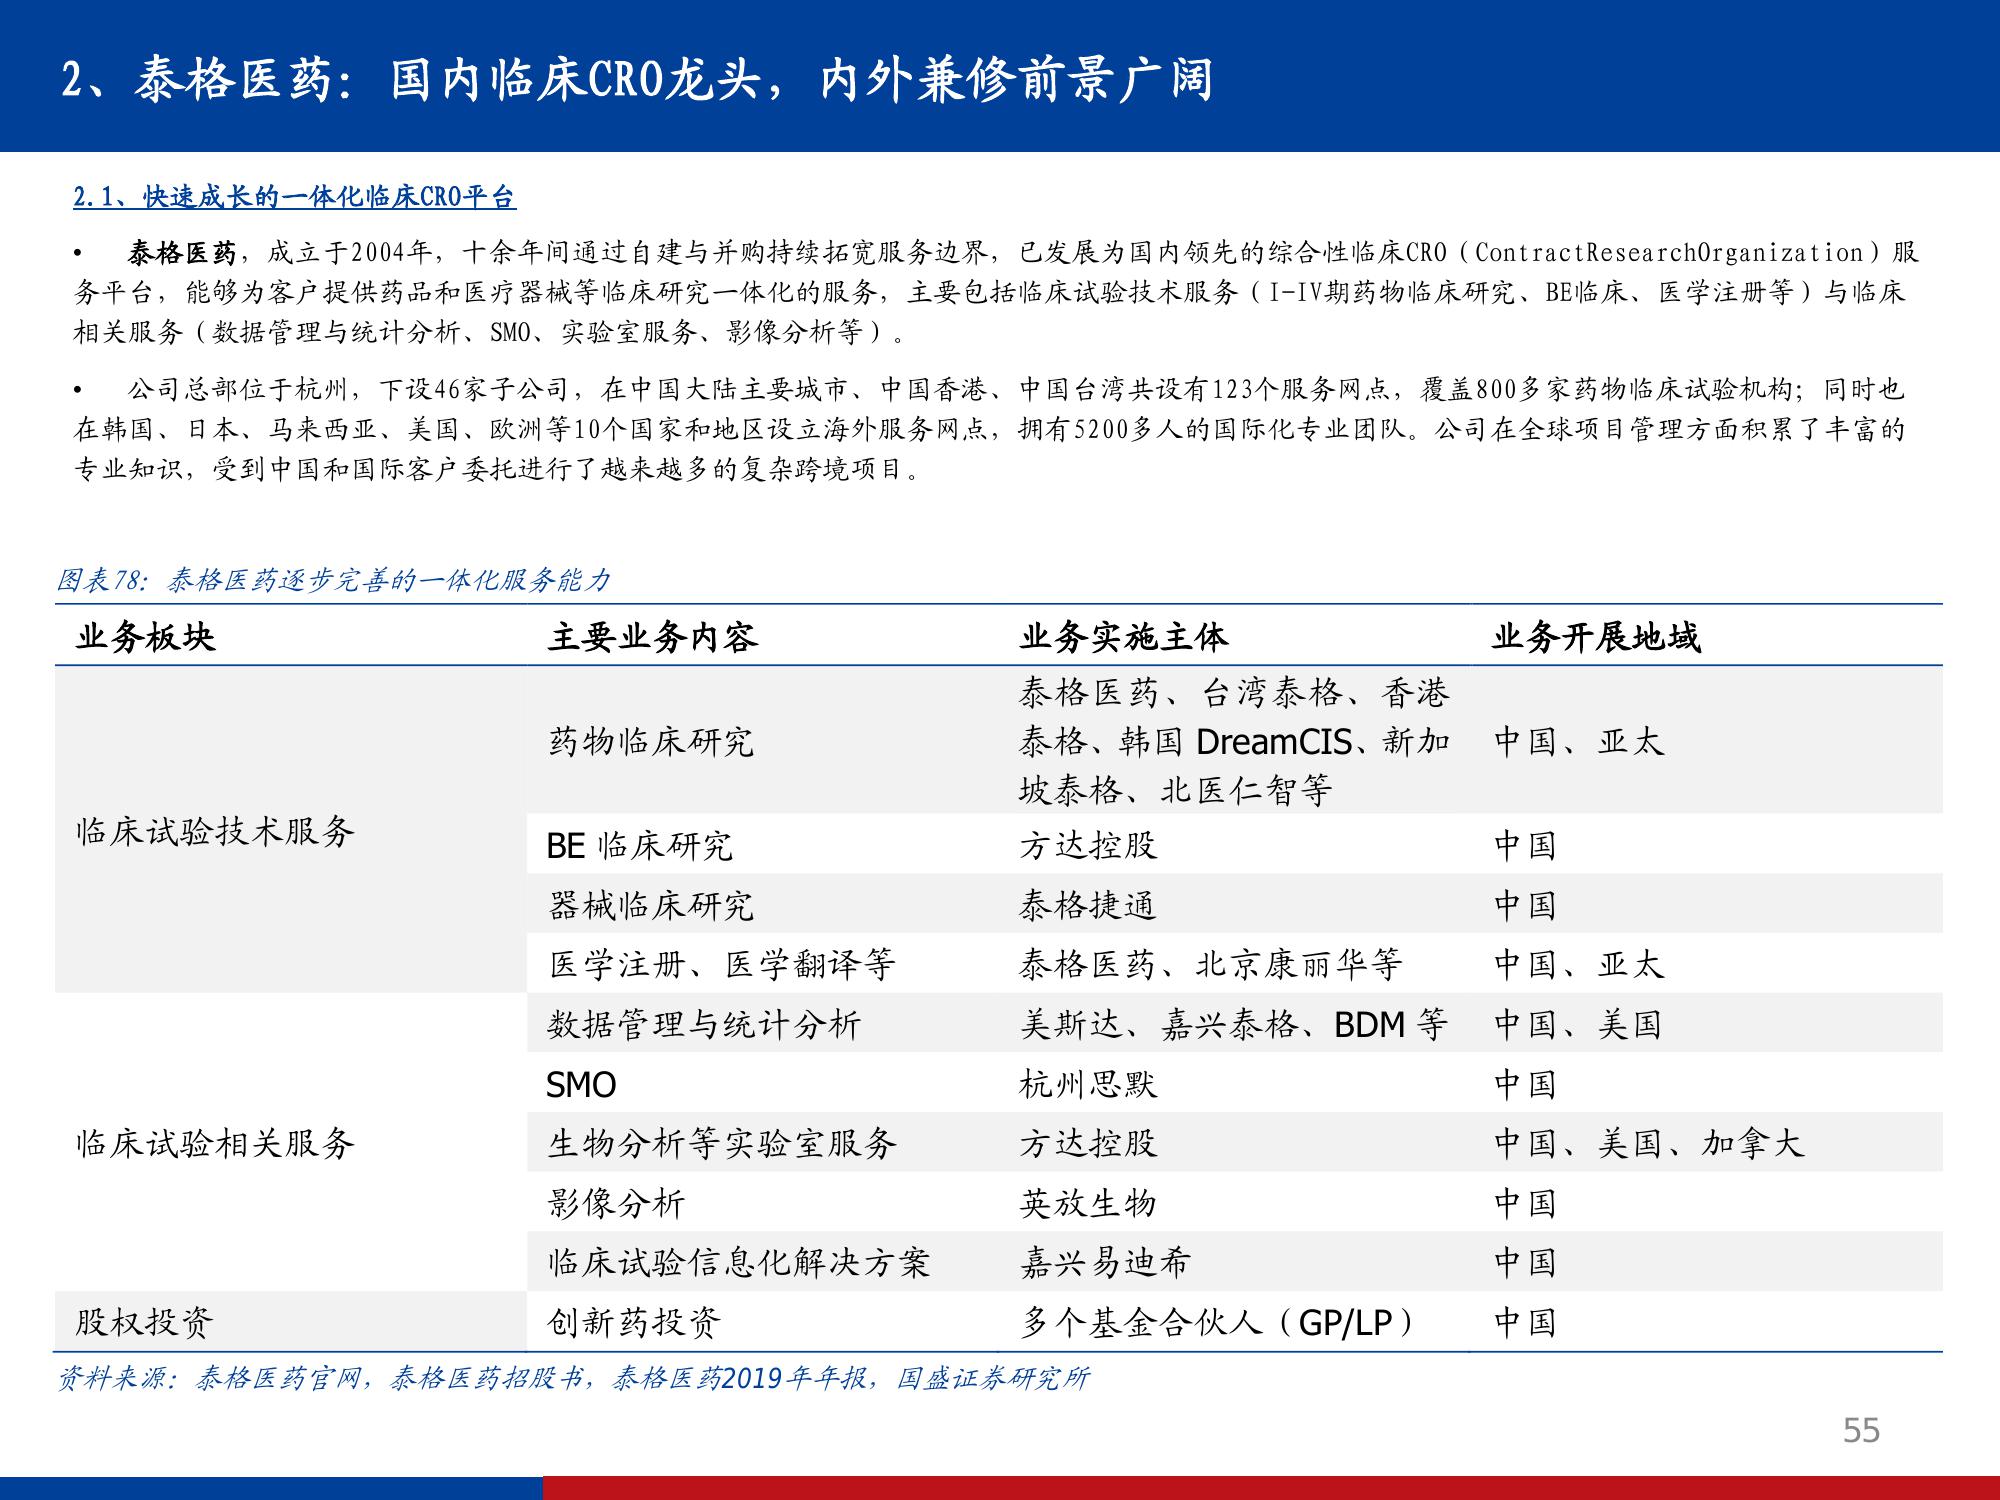 2、泰格医药：国内临床CRO龙头，内外兼修前景广阔
2.1、快速成长的一体化临床CRO平台
• 泰格医药，成立于2004年，十余年间通过自建与并购持续拓宽服务边界，已发展为国内领先的综合性临床CRO（ContractResearchOrganization）服
务平台，能够为客户提供药品和医疗器械等临床研究一体化的服务，主要包括临床试验技术服务（I-IV期药物临床研究、BE临床、医学注册等）与临床
相关服务（数据管理与统计分析、SMO、实验室服务、影像分析等）。
• 公司总部位于杭州，下设46家子公司，在中国大陆主要城市、中国香港、中国台湾共设有123个服务网点，覆盖800多家药物临床试验机构；同时也
在韩国、日本、马来西亚、美国、欧洲等10个国家和地区设立海外服务网点，拥有5200多人的国际化专业团队。公司在全球项目管理方面积累了丰富的
专业知识，受到中国和国际客户委托进行了越来越多的复杂跨境项目。
图表78：泰格医药逐步完善的一体化服务能力
业务板块 主要业务内容 业务实施主体 业务开展地域
临床试验技术服务
药物临床研究
泰格医药、台湾泰格、香港
泰格、韩国 DreamCIS、新加
坡泰格、北医仁智等
中国、亚太
BE 临床研究 方达控股 中国
器械临床研究 泰格捷通 中国
医学注册、医学翻译等 泰格医药、北京康丽华等 中国、亚太
临床试验相关服务
数据管理与统计分析 美斯达、嘉兴泰格、BDM 等 中国、美国
SMO 杭州思默 中国
生物分析等实验室服务 方达控股 中国、美国、加拿大
影像分析 英放生物 中国
临床试验信息化解决方案 嘉兴易迪希 中国
股权投资 创新药投资 多个基金合伙人（GP/LP） 中国
资料来源：泰格医药官网，泰格医药招股书，泰格医药2019年年报，国盛证券研究所
55